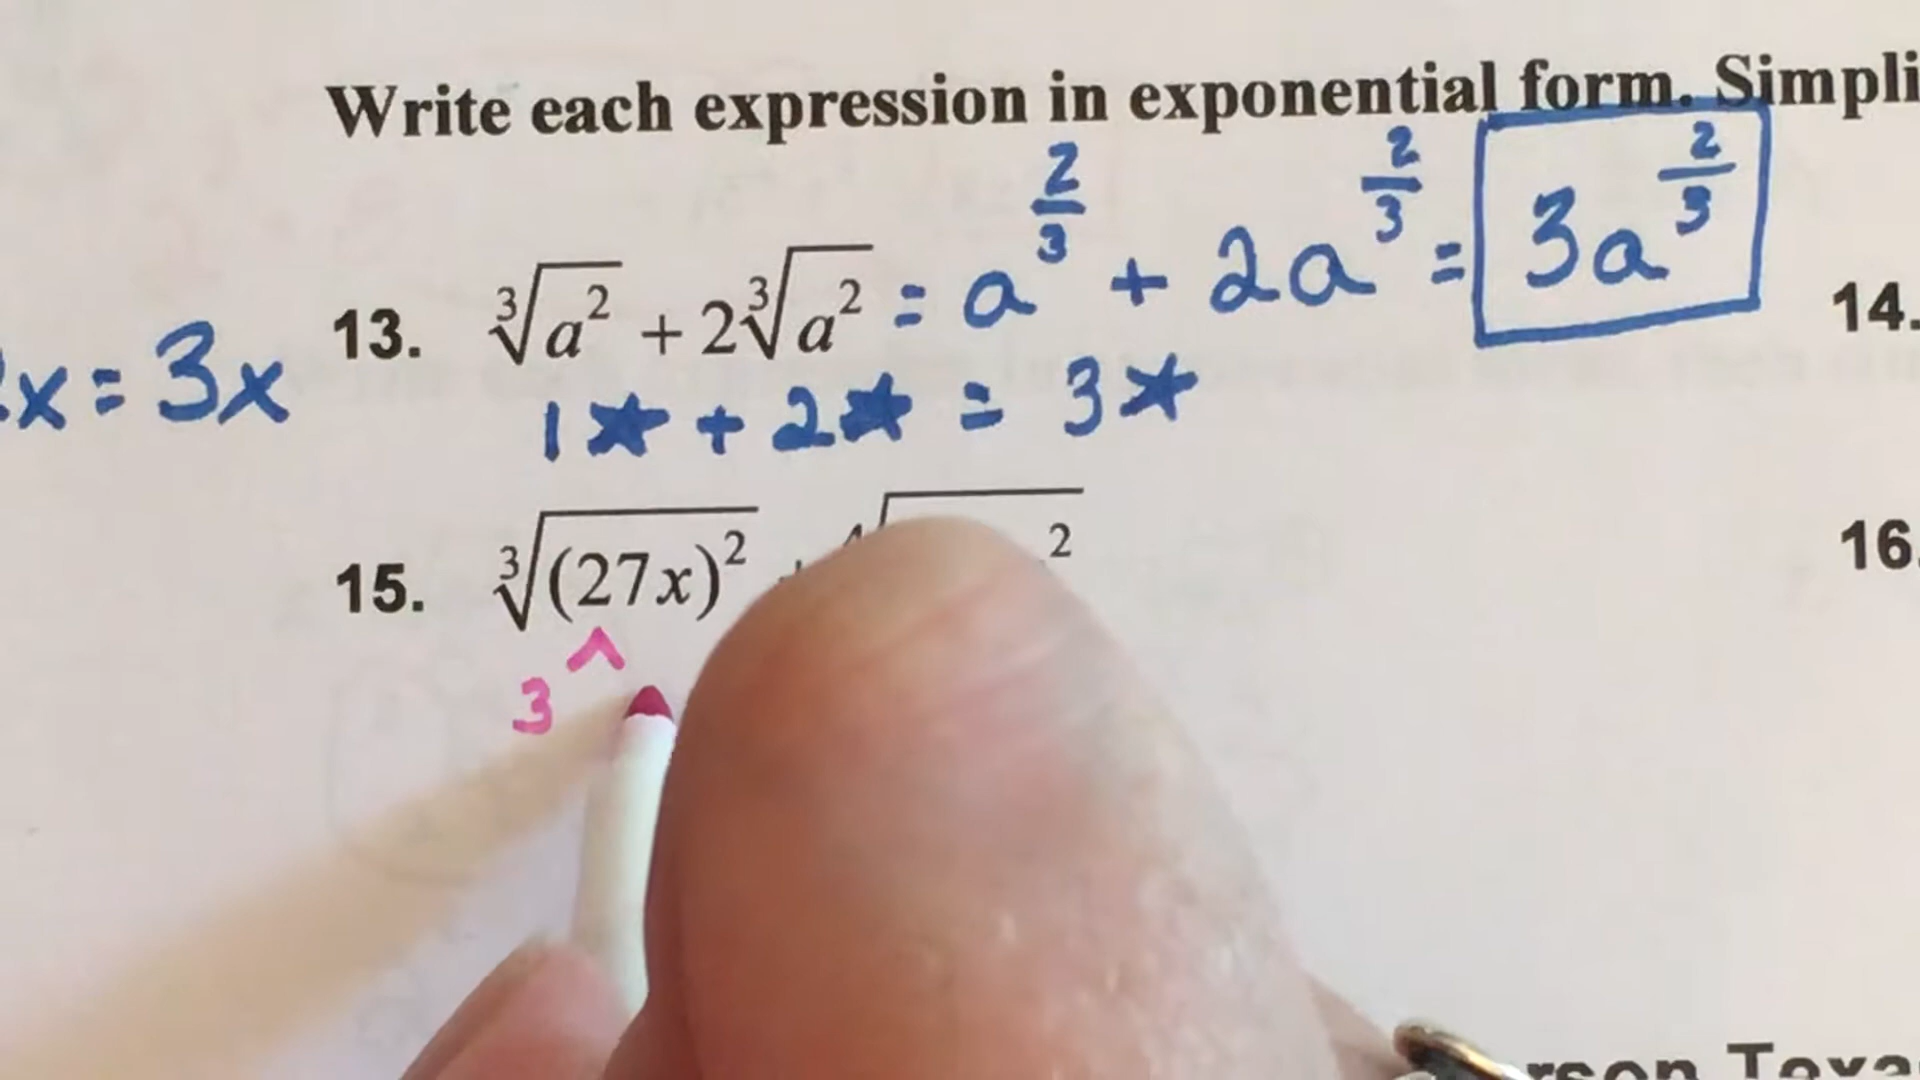 Write each expression in exponential form. Simpli
13. ∛a² + 2∛a² = a^(2/3) + 2a^(2/3) = 3a^(2/3)
14.
x = 3x
1★ + 2★ = 3★
15. ∛(27x)² 2
16.
3